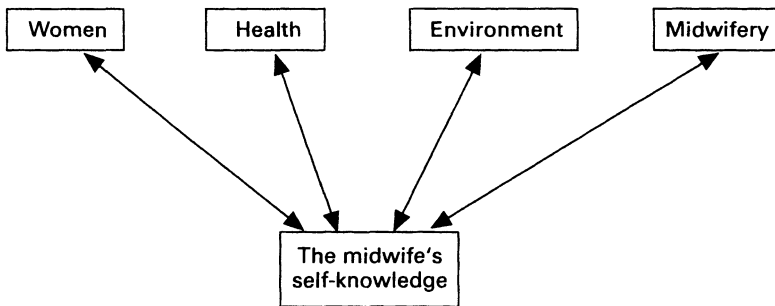 Women
Health
Environment
Midwifery
The midwife's
self-knowledge